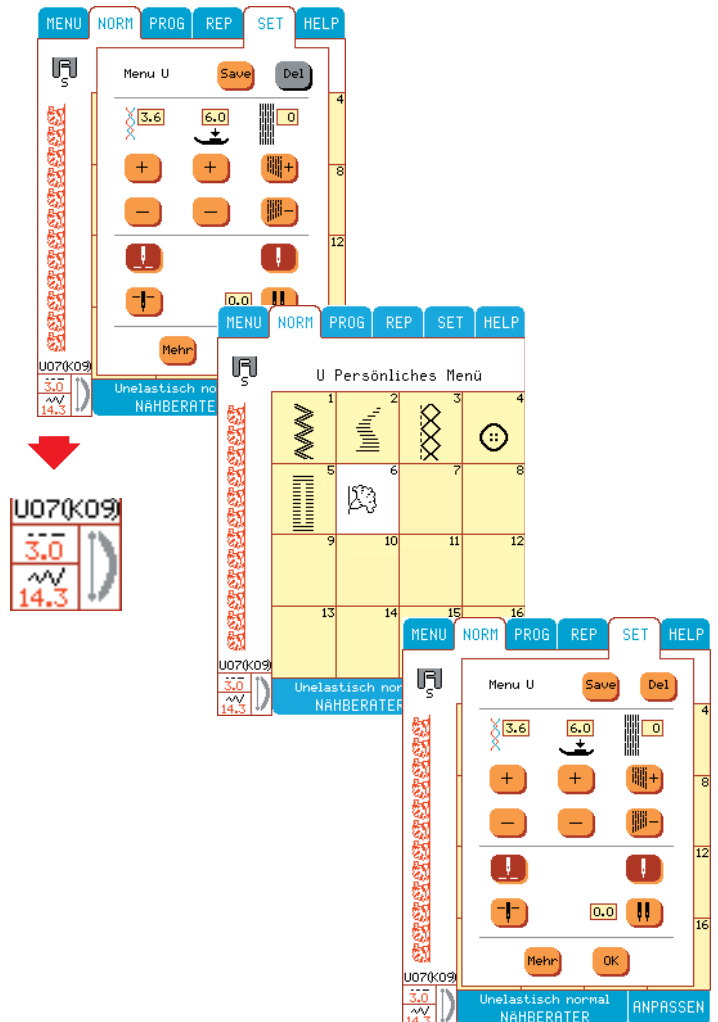 MENU NORM PROG REP SET HELP
S
Menu U Save Del
3.6 6.0 0
+ + +
− − −
0.0
Mehr
4
8
12
U07(K09)
3.0
14.3
Unelastisch no
NÄHBERATE
U07(K09)
3.0
14.3
MENU NORM PROG REP SET HELP
S
U Persönliches Menü
1 2 3 4
5 6 7 8
9 10 11 12
13 14 15 16
U07(K09)
3.0
14.3
Unelastisch nor
NÄHBERATER
MENU NORM PROG REP SET HELP
S
Menu U Save Del
3.6 6.0 0
+ + +
− − −
0.0
Mehr OK
4
8
12
16
U07(K09)
3.0
14.3
Unelastisch normal
NÄHBERATER
ANPASSEN